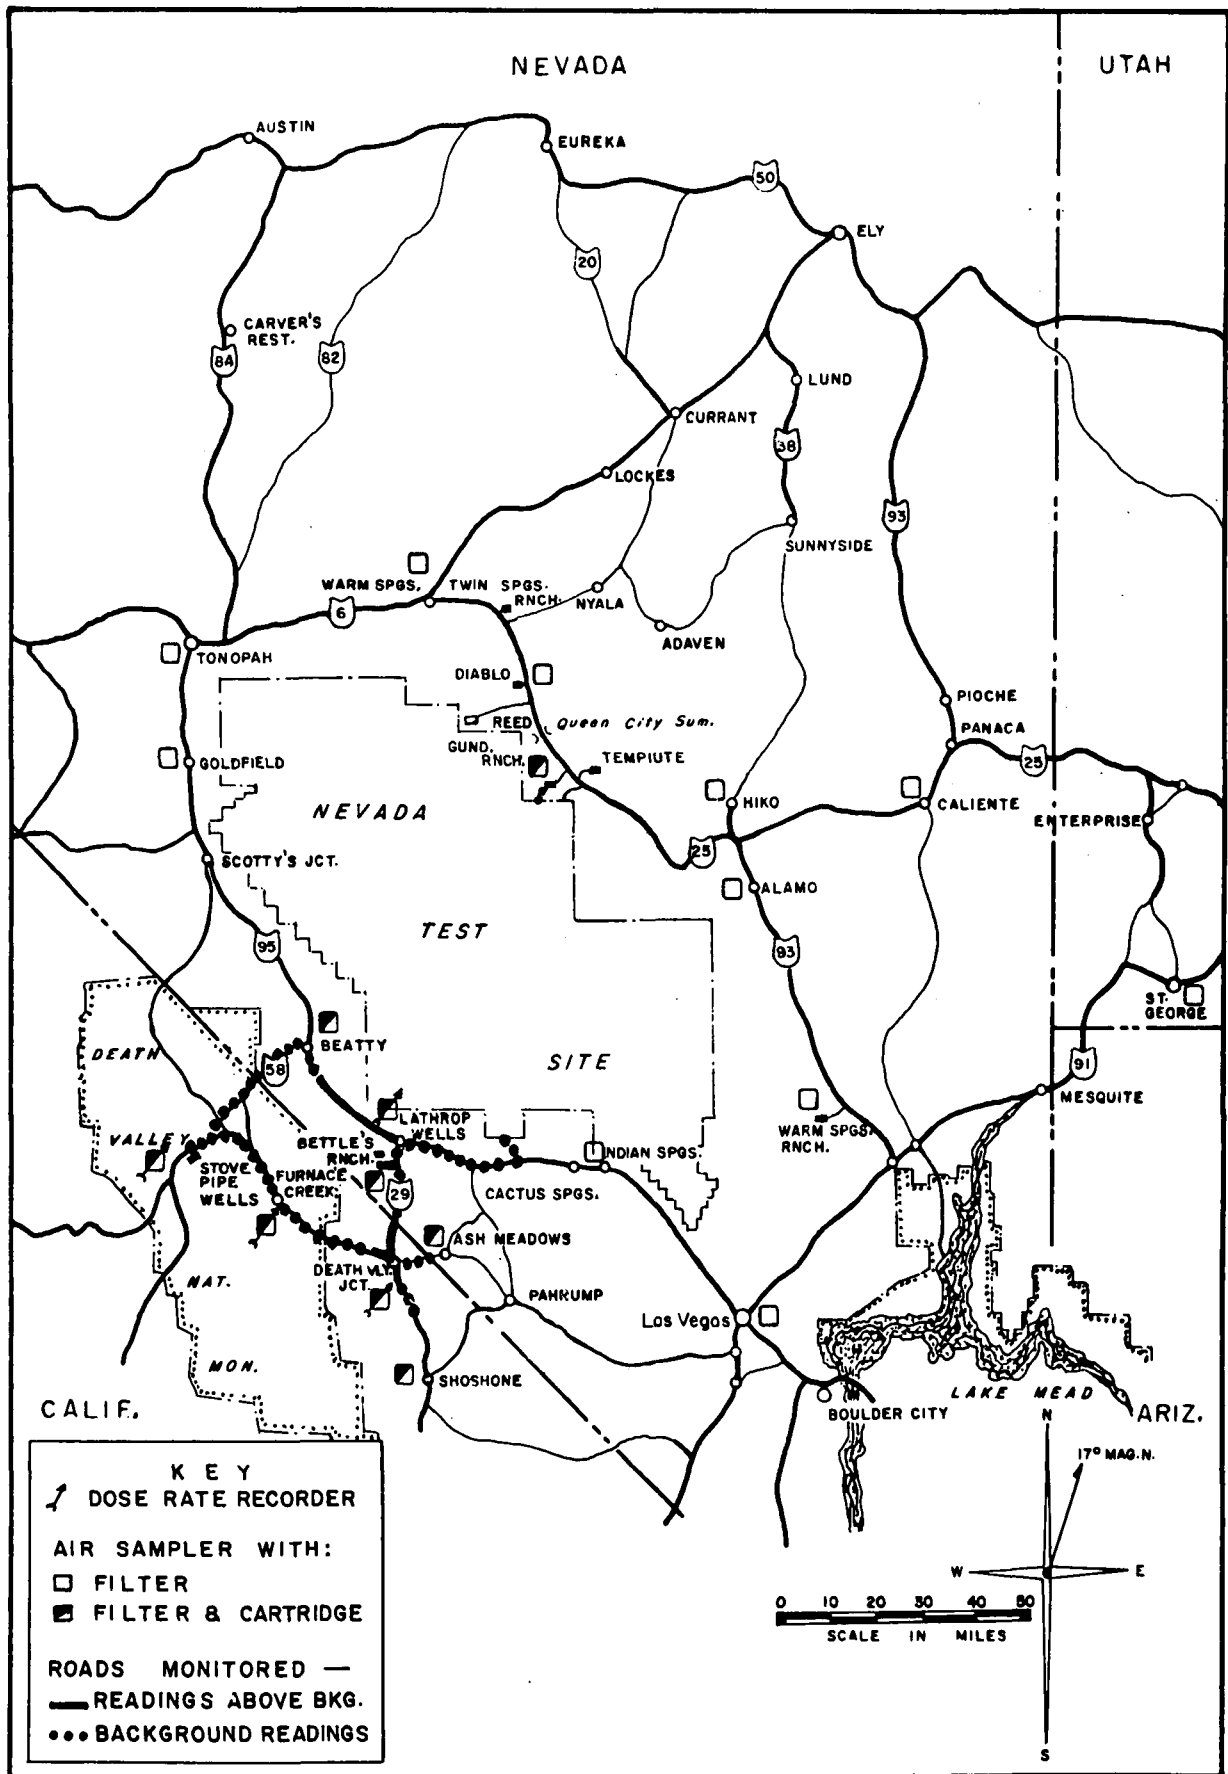 NEVADA
UTAH
AUSTIN
EUREKA
50
ELY
20
CARVER'S
REST.
84
82
LUND
CURRANT
38
LOCKES
93
SUNNYSIDE
WARM SPGS.
TWIN SPGS.
RNCH.
NYALA
6
ADAVEN
TONOPAH
DIABLO
PIOCHE
REED
Queen City Sum.
PANACA
GUND.
RNCH.
TEMPIUTE
GOLDFIELD
25
NEVADA
HIKO
CALIENTE
ENTERPRISE
SCOTTY'S JCT.
25
ALAMO
TEST
95
93
ST.
GEORGE
BEATTY
DEATH
SITE
58
91
MESQUITE
LATHROP
WELLS
WARM SPGS.
RNCH.
VALLEY
BETTLE'S
RNCH.
INDIAN SPGS.
STOVE
PIPE
WELLS
FURNACE
CREEK
29
CACTUS SPGS.
ASH MEADOWS
DEATH VLY.
JCT.
NAT.
PAHRUMP
Las Vegas
MON.
SHOSHONE
LAKE MEAD
BOULDER CITY
CALIF.
ARIZ.
N
17° MAG. N.
KEY
DOSE RATE RECORDER
AIR SAMPLER WITH:
FILTER
FILTER & CARTRIDGE
ROADS MONITORED —
READINGS ABOVE BKG.
BACKGROUND READINGS
W
E
0 10 20 30 40 50
SCALE IN MILES
S